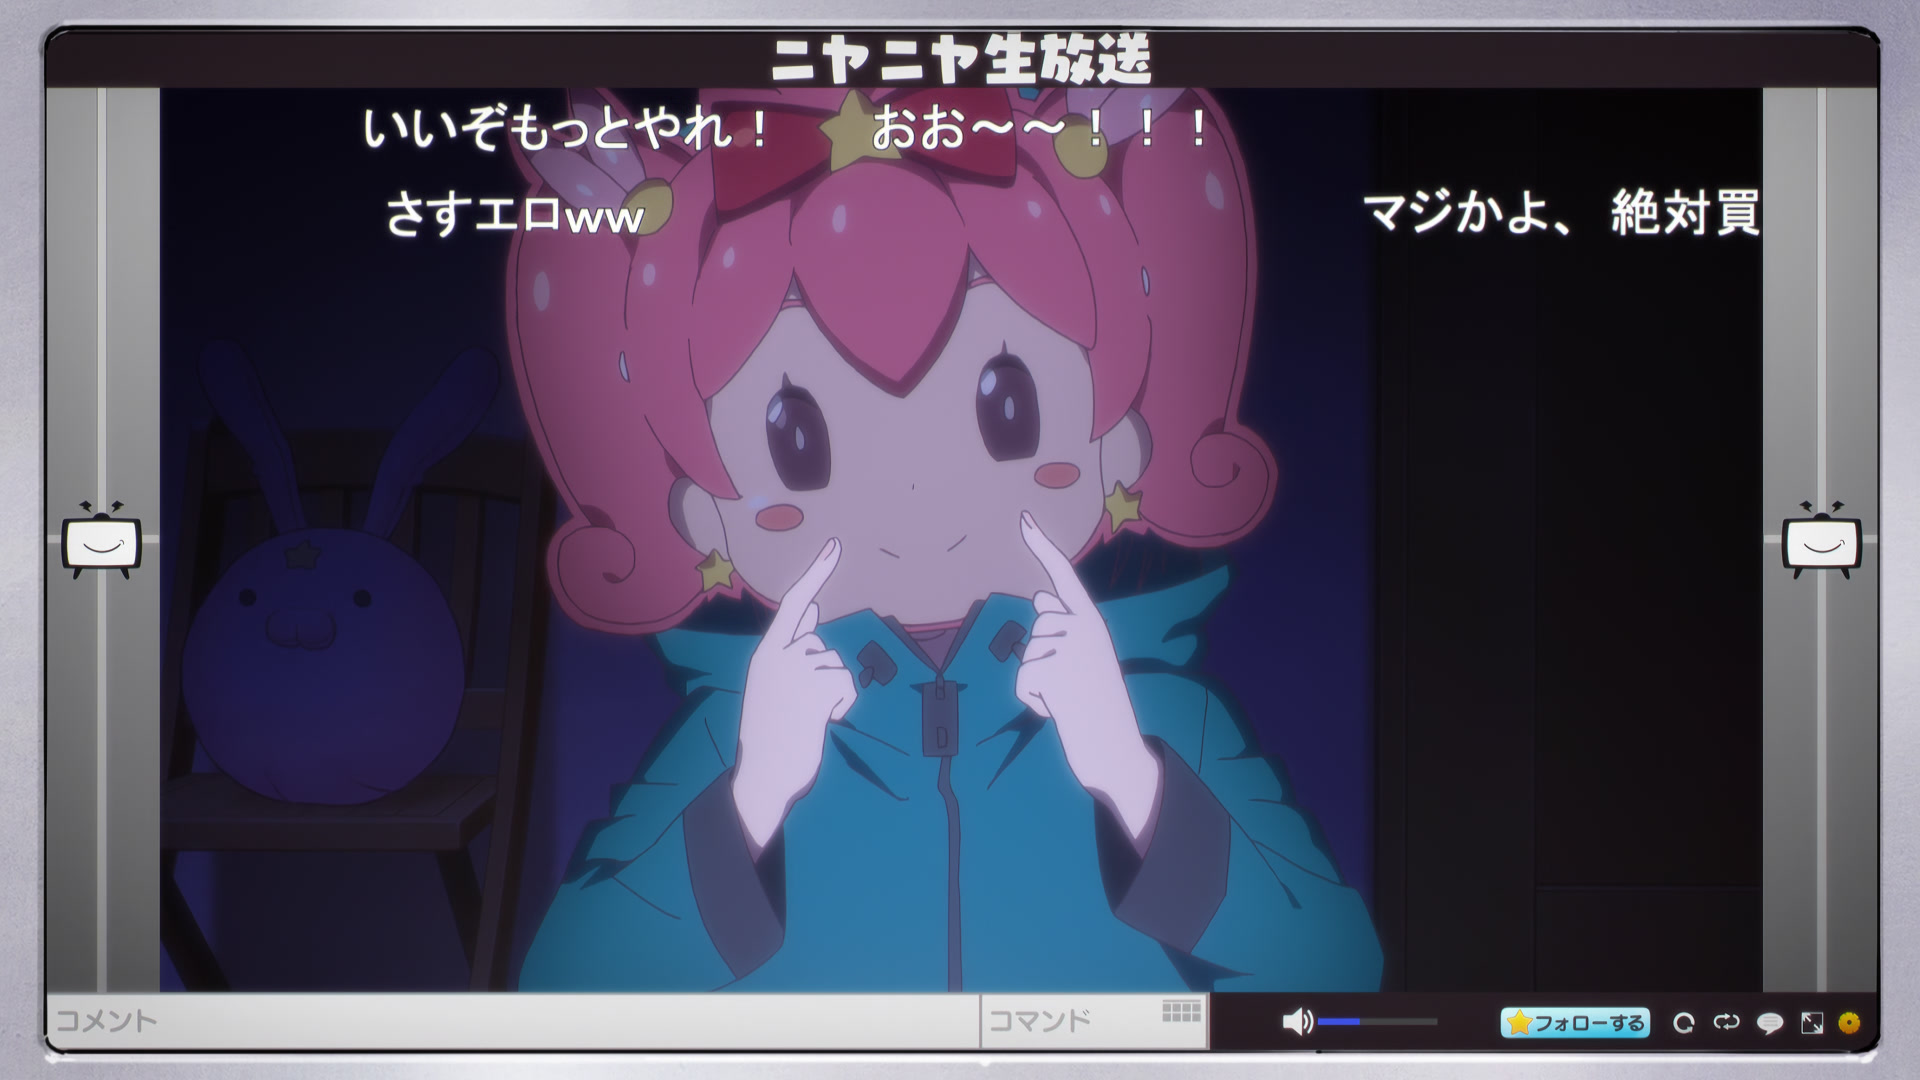 ニヤニヤ生放送
いいぞもっとやれ！ おお～～！！！
さすエロww マジかよ、絶対買
コメント コマンド フォローする